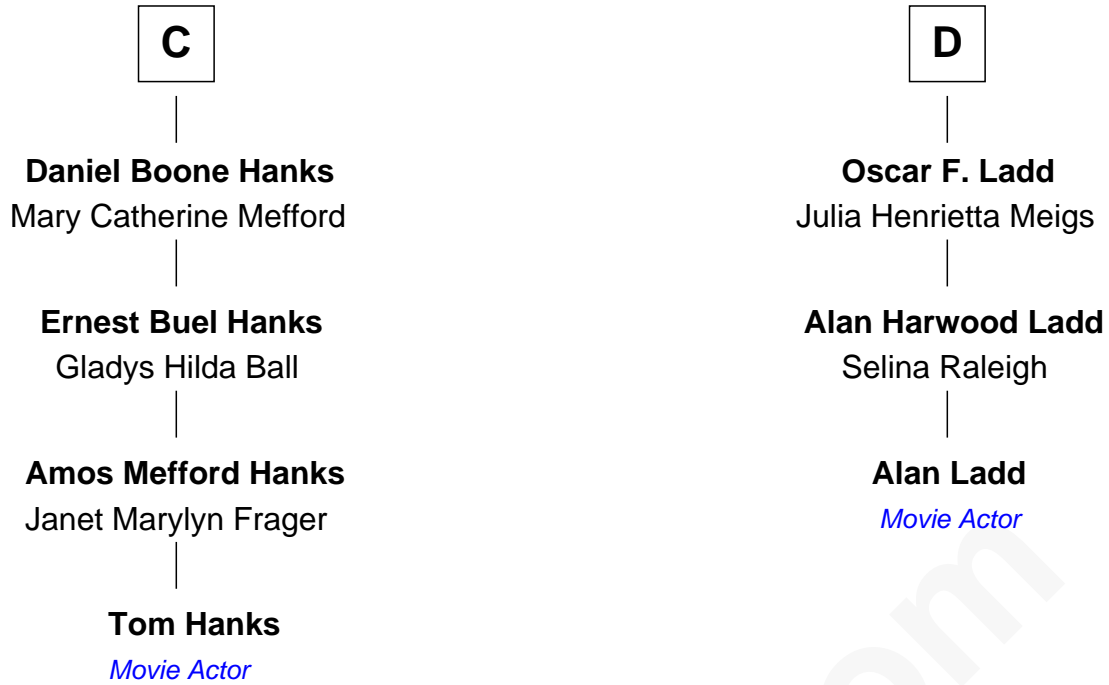 C
Daniel Boone Hanks
Mary Catherine Mefford
Ernest Buel Hanks
Gladys Hilda Ball
Amos Mefford Hanks
Janet Marylyn Frager
Tom Hanks
Movie Actor
D
Oscar F. Ladd
Julia Henrietta Meigs
Alan Harwood Ladd
Selina Raleigh
Alan Ladd
Movie Actor